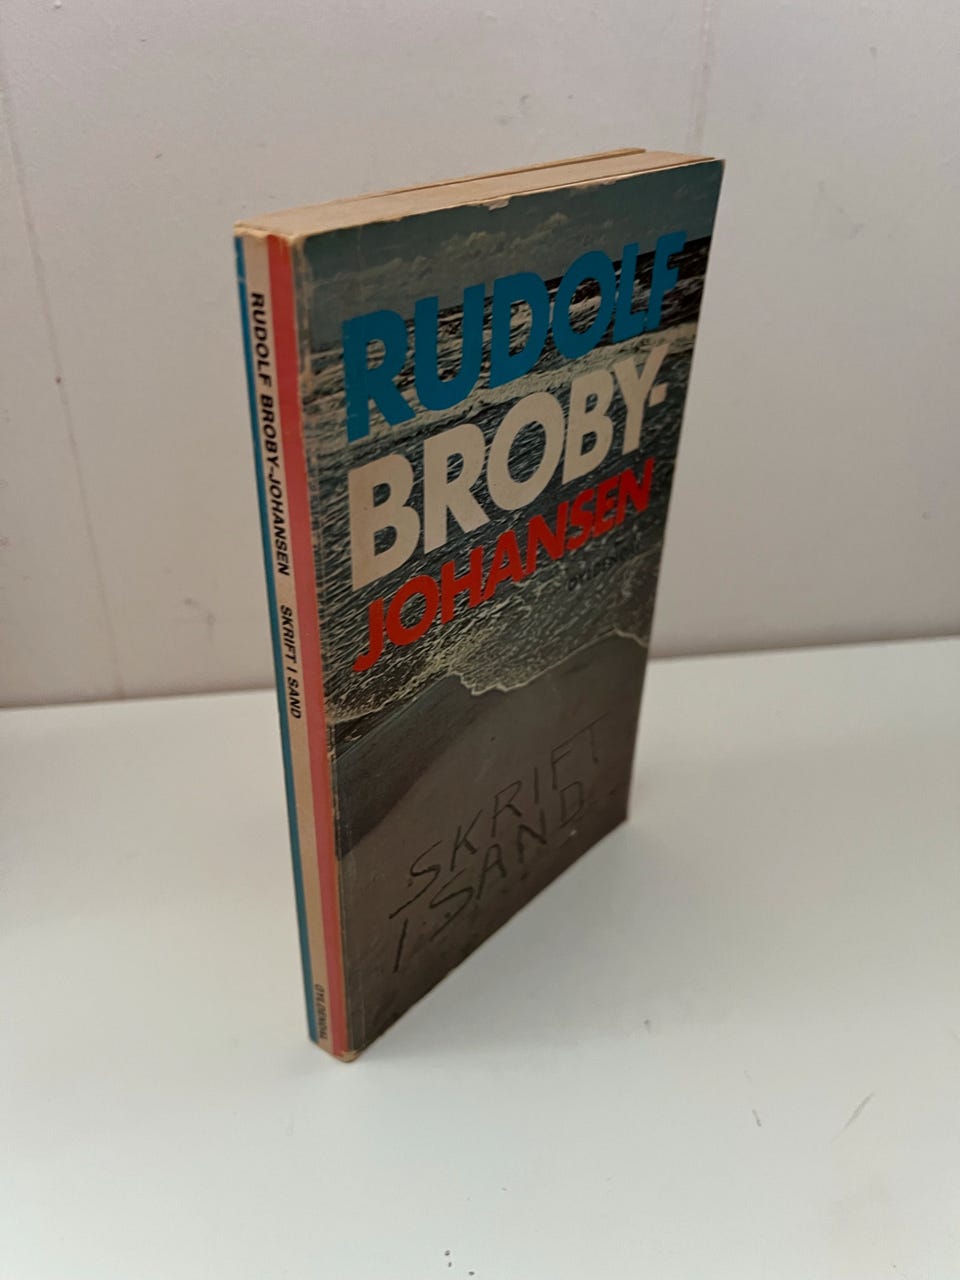 RUDOLF
BROBY-
JOHANSEN
GYLDENDAL
SKRIFT
I SAND
RUDOLF BROBY-JOHANSEN SKRIFT I SAND
GYLDENDAL